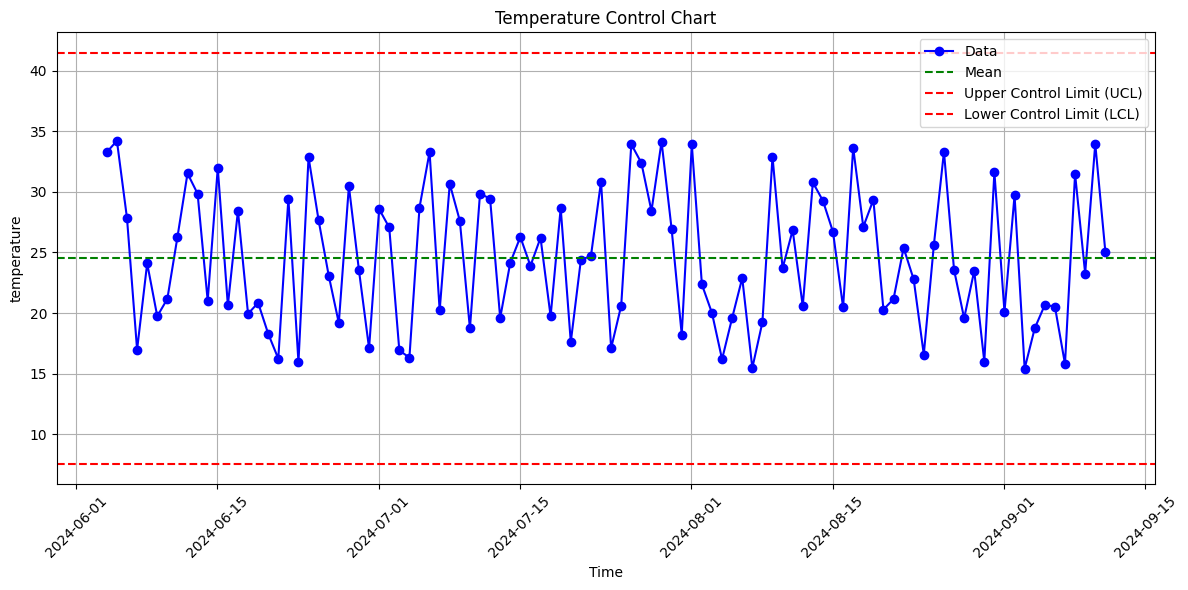 Temperature Control Chart
Data
Mean
Upper Control Limit (UCL)
Lower Control Limit (LCL)
temperature
40
35
30
25
20
15
10
2024-06-01
2024-06-15
2024-07-01
2024-07-15
2024-08-01
2024-08-15
2024-09-01
2024-09-15
Time